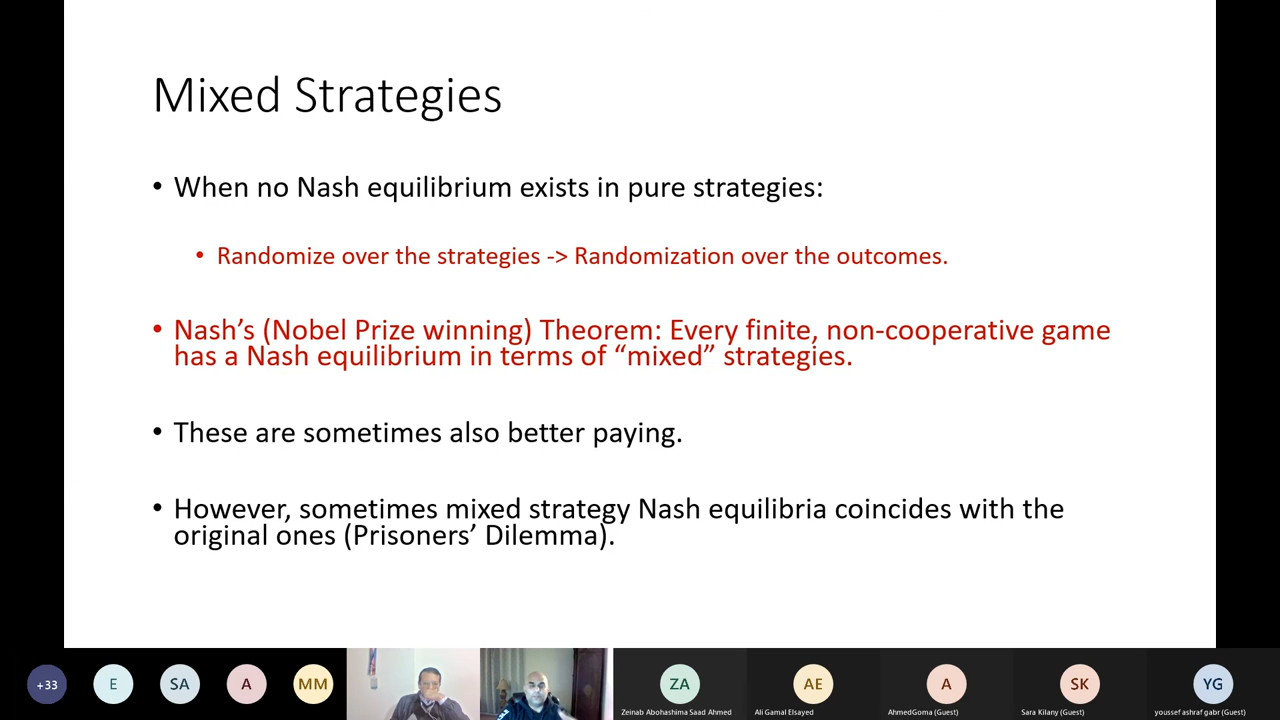 Mixed Strategies
• When no Nash equilibrium exists in pure strategies:
• Randomize over the strategies -> Randomization over the outcomes.
• Nash’s (Nobel Prize winning) Theorem: Every finite, non-cooperative game
has a Nash equilibrium in terms of “mixed” strategies.
• These are sometimes also better paying.
• However, sometimes mixed strategy Nash equilibria coincides with the
original ones (Prisoners’ Dilemma).
+33
E
SA
A
MM
ZA
AE
A
SK
YG
Zeinab Abohashima Saad Ahmed
Ali Gamal Elsayed
AhmedGoma (Guest)
Sara Kilany (Guest)
youssef ashraf gabr (Guest)